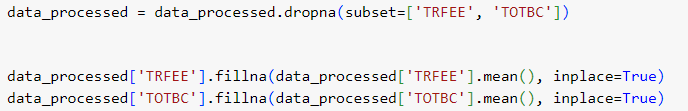 data_processed = data_processed.dropna(subset=['TRFEE', 'TOTBC'])
data_processed['TRFEE'].fillna(data_processed['TRFEE'].mean(), inplace=True)
data_processed['TOTBC'].fillna(data_processed['TOTBC'].mean(), inplace=True)